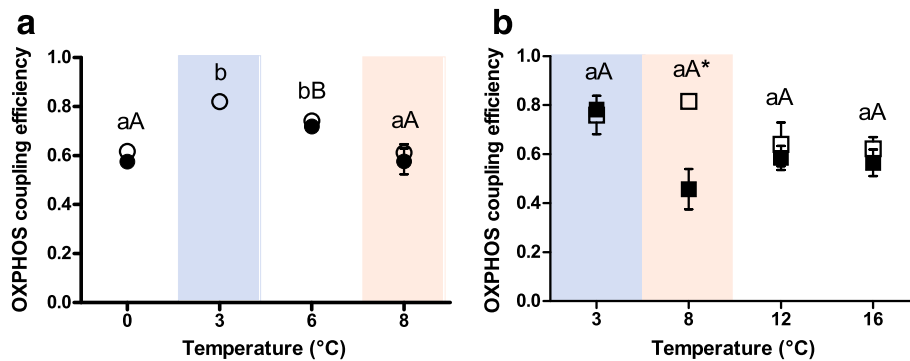 a
OXPHOS coupling efficiency
1.0
0.8
0.6
0.4
0.2
0.0
aA
b
bB
aA
0
3
6
8
Temperature (°C)
b
OXPHOS coupling efficiency
1.0
0.8
0.6
0.4
0.2
0.0
aA
aA*
aA
aA
3
8
12
16
Temperature (°C)